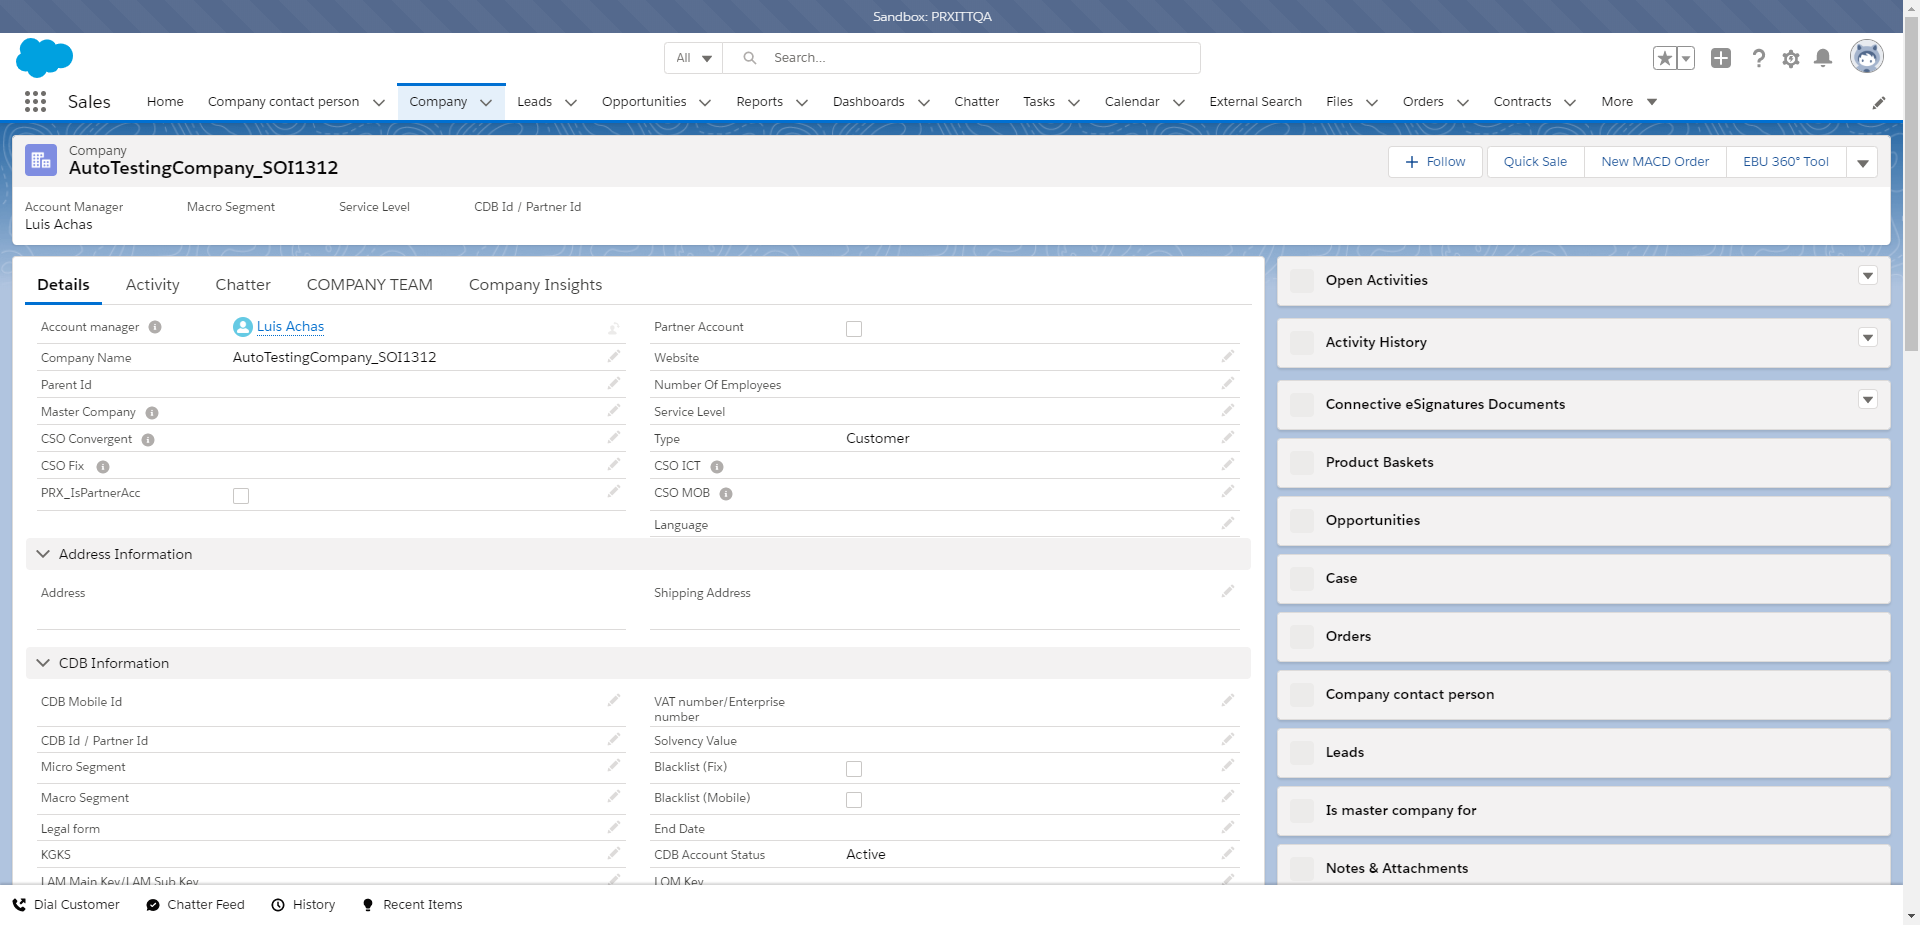 Sandbox: PRXITTQA
All
Search...
Sales
Home
Company contact person
Company
Leads
Opportunities
Reports
Dashboards
Chatter
Tasks
Calendar
External Search
Files
Orders
Contracts
More
Company
AutoTestingCompany_SOI1312
Follow
Quick Sale
New MACD Order
EBU 360° Tool
Account Manager
Luis Achas
Macro Segment
Service Level
CDB Id / Partner Id
Details
Activity
Chatter
COMPANY TEAM
Company Insights
Account manager
Luis Achas
Partner Account
Company Name
AutoTestingCompany_SOI1312
Website
Parent Id
Number Of Employees
Master Company
Service Level
CSO Convergent
Type
Customer
CSO Fix
CSO ICT
PRX_IsPartnerAcc
CSO MOB
Language
Address Information
Address
Shipping Address
CDB Information
CDB Mobile Id
VAT number/Enterprise
number
CDB Id / Partner Id
Solvency Value
Micro Segment
Blacklist (Fix)
Macro Segment
Blacklist (Mobile)
Legal form
End Date
KGKS
CDB Account Status
Active
LAM Main Key/LAM Sub Key
LOM Key
Open Activities
Activity History
Connective eSignatures Documents
Product Baskets
Opportunities
Case
Orders
Company contact person
Leads
Is master company for
Notes & Attachments
Dial Customer
Chatter Feed
History
Recent Items